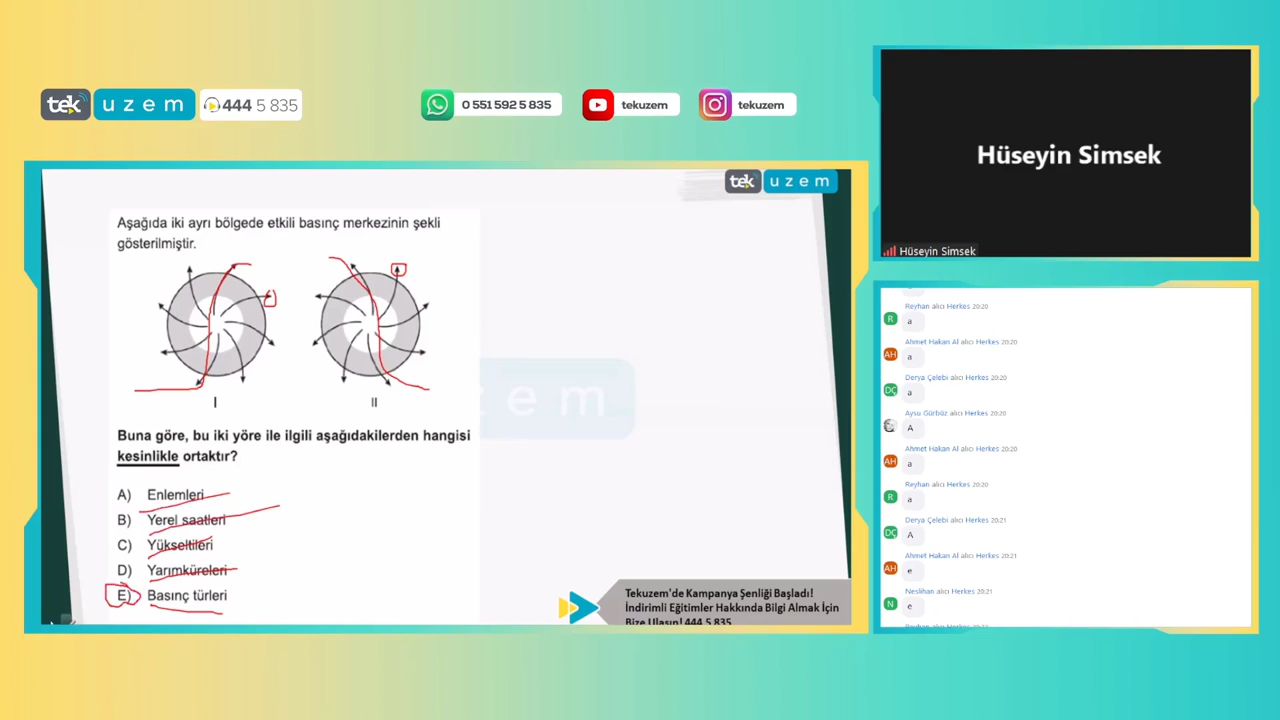 tek uzem 444 5 835
0 551 592 5 835
tekuzem
tekuzem
tek uzem
Aşağıda iki ayrı bölgede etkili basınç merkezinin şekli
gösterilmiştir.
I
II
Buna göre, bu iki yöre ile ilgili aşağıdakilerden hangisi
kesinlikle ortaktır?
A) Enlemleri
B) Yerel saatleri
C) Yükseltileri
D) Yarımküreleri
E) Basınç türleri
zem
Tekuzem'de Kampanya Şenliği Başladı!
İndirimli Eğitimler Hakkında Bilgi Almak İçin
Bize Ulaşın! 444 5 835
Hüseyin Simsek
Hüseyin Simsek
Reyhan alıcı Herkes 20:20
R
a
Ahmet Hakan Al alıcı Herkes 20:20
AH
a
Derya Çelebi alıcı Herkes 20:20
DÇ
a
Aysu Gürbüz alıcı Herkes 20:20
A
Ahmet Hakan Al alıcı Herkes 20:20
AH
a
Reyhan alıcı Herkes 20:20
R
a
Derya Çelebi alıcı Herkes 20:21
DÇ
A
Ahmet Hakan Al alıcı Herkes 20:21
AH
e
Neslihan alıcı Herkes 20:21
N
e